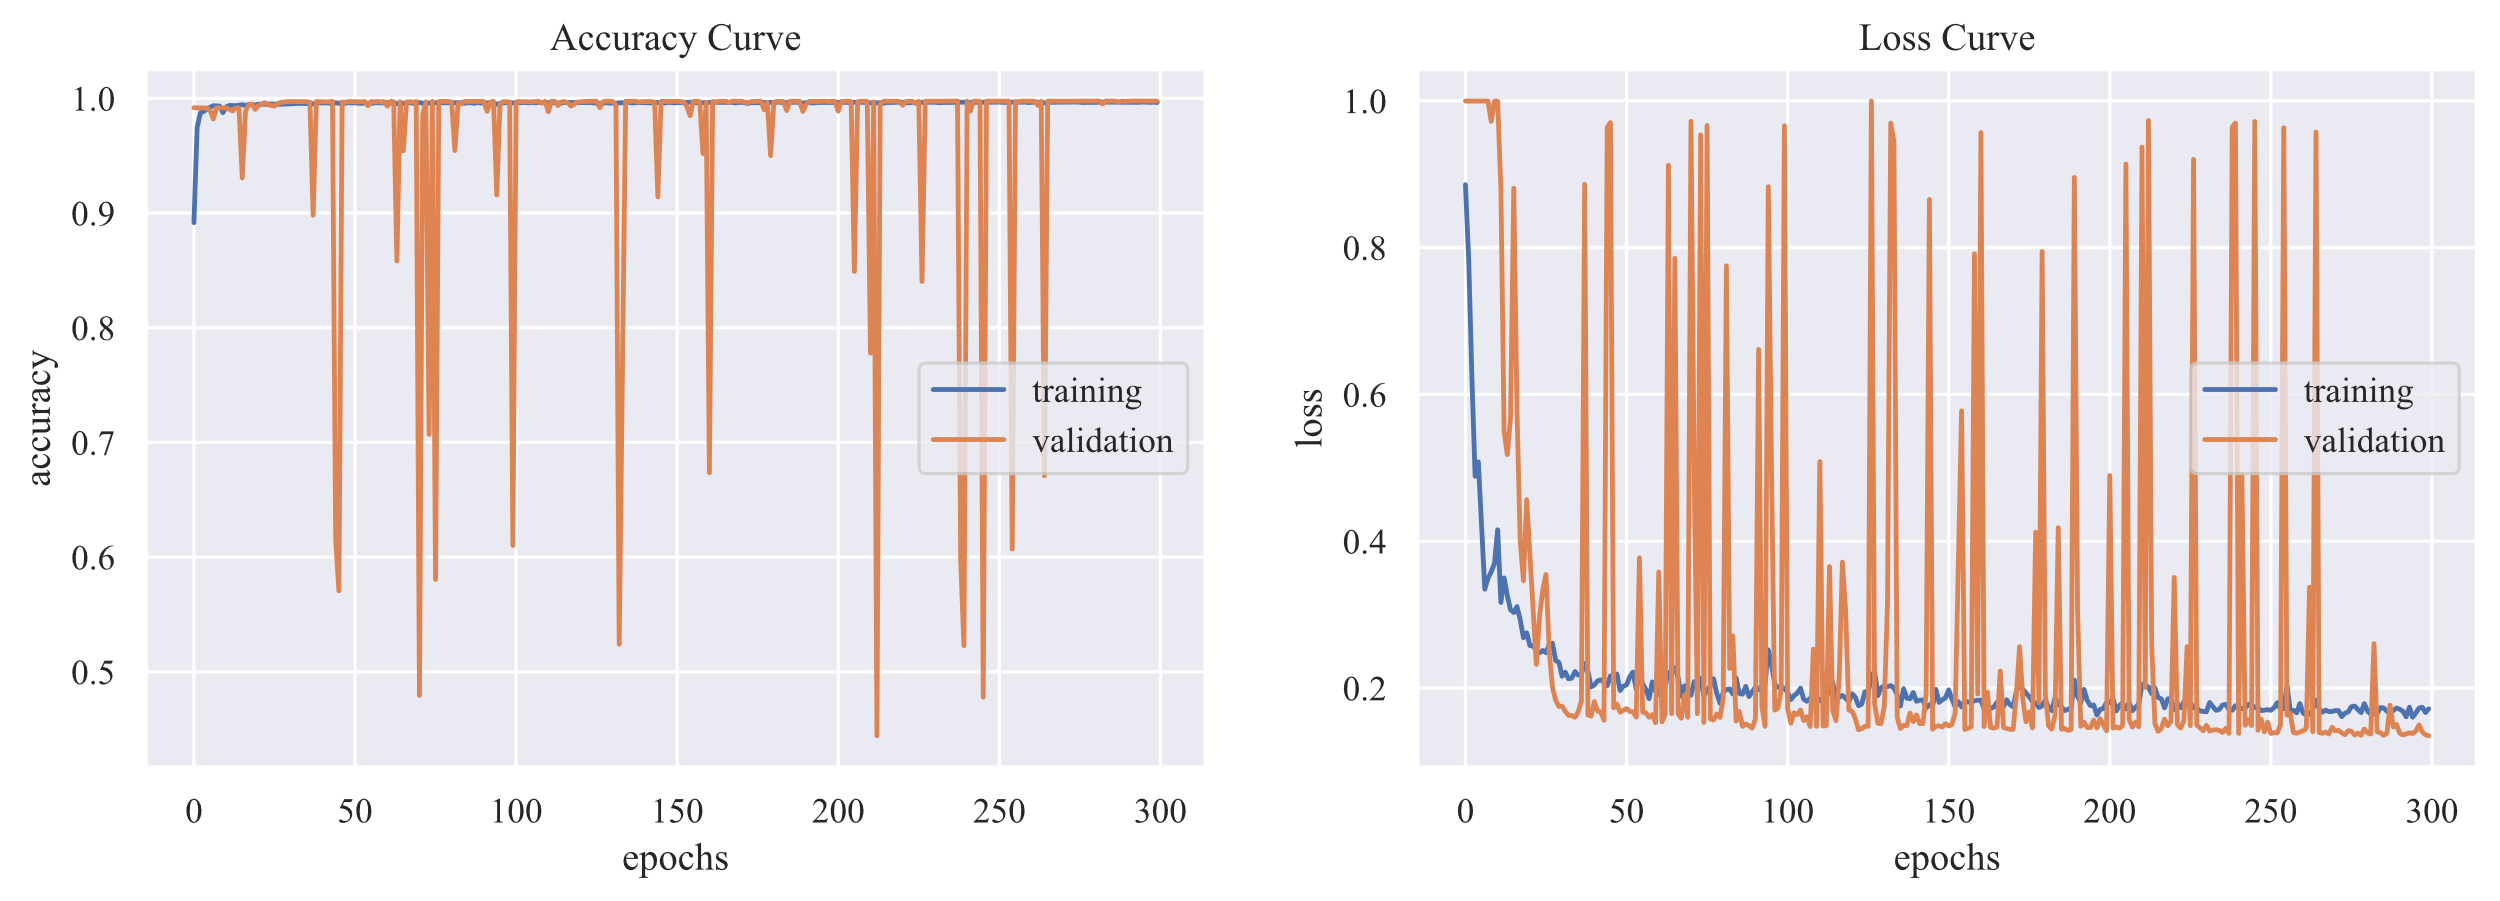 Accuracy Curve
1.0
0.9
0.8
0.7
0.6
0.5
accuracy
training
validation
0 50 100 150 200 250 300
epochs
Loss Curve
1.0
0.8
0.6
0.4
0.2
loss
training
validation
0 50 100 150 200 250 300
epochs